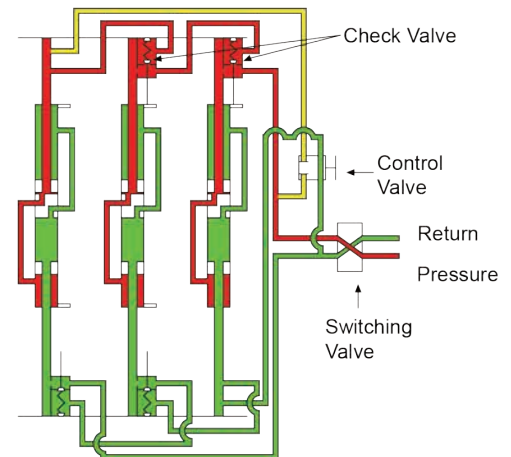 Check Valve
Control
Valve
Return
Pressure
Switching
Valve